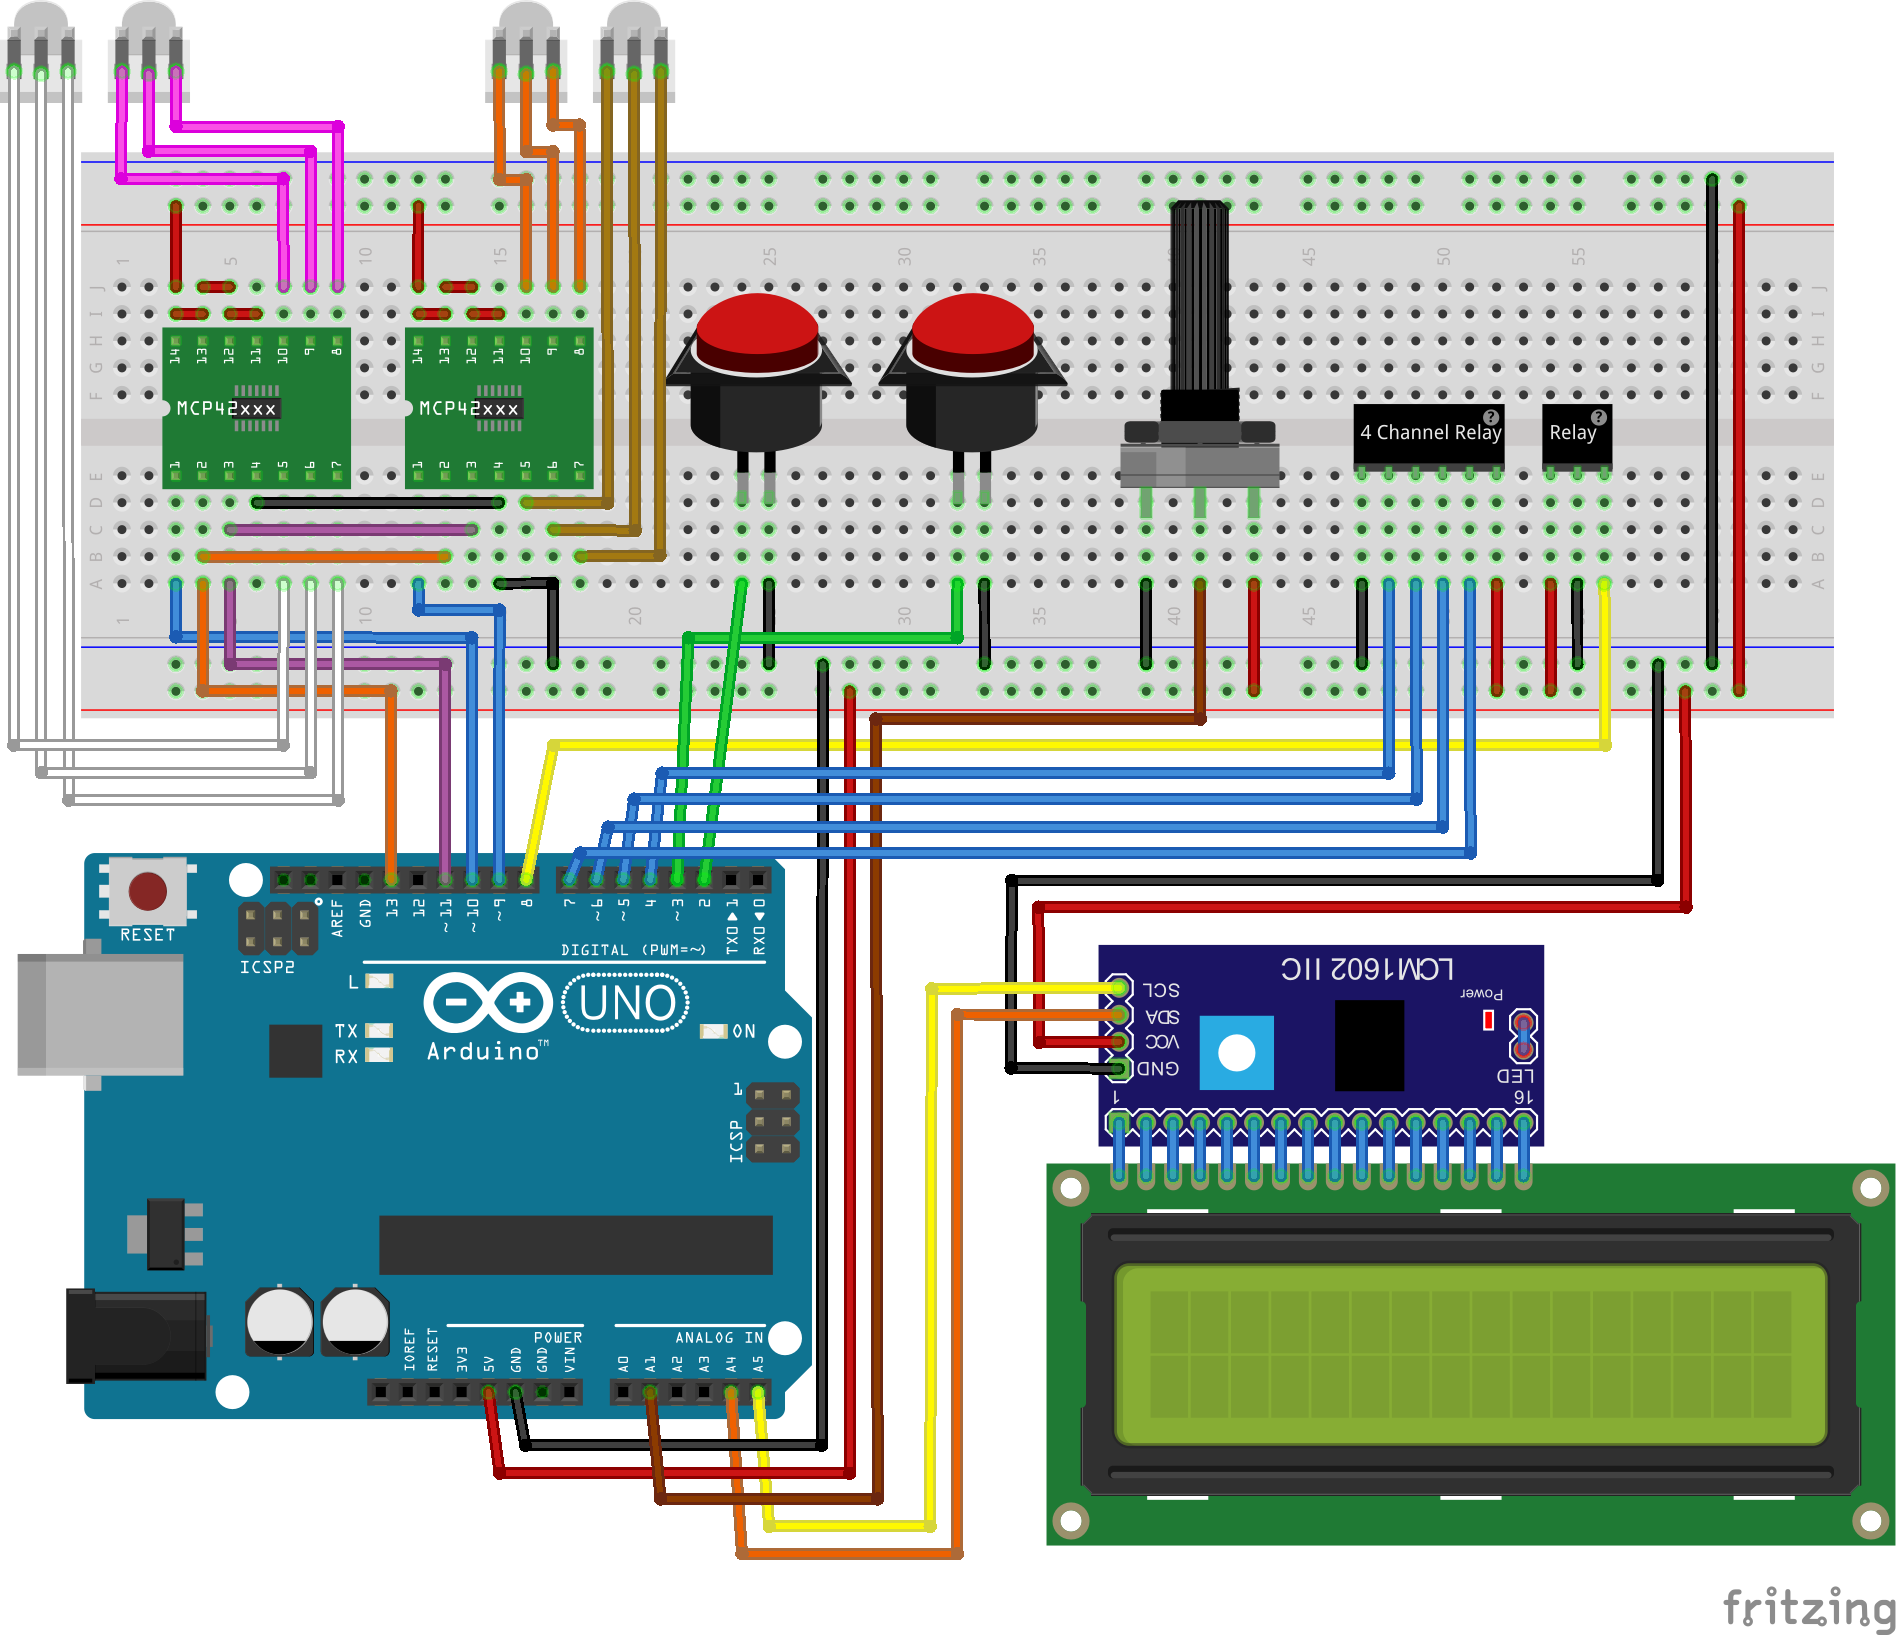 1 5 10 15 25 30 35 40 45 50 55
J J
I I
H H
G G
F F
14 13 12 11 10 9 8
MCP42xxx
1 2 3 4 5 6 7
14 13 12 11 10 9 8
MCP42xxx
1 2 3 4 5 6 7
4 Channel Relay
?
Relay
?
E E
D D
C C
B B
A A
1 10 20 30 35 40 45
RESET
ICSP2
AREF
GND
13
12
~11
~10
~9
8
7
~6
~5
4
~3
2
TX0 1
RX0 0
DIGITAL (PWM=~)
L
TX
RX
UNO
Arduino™
ON
1
ICSP
LCM1602 IIC
SCL
SDA
VCC
GND
Power
LED
1 16
POWER
ANALOG IN
IOREF
RESET
3V3
5V
GND
GND
VIN
A0
A1
A2
A3
A4
A5
fritzing